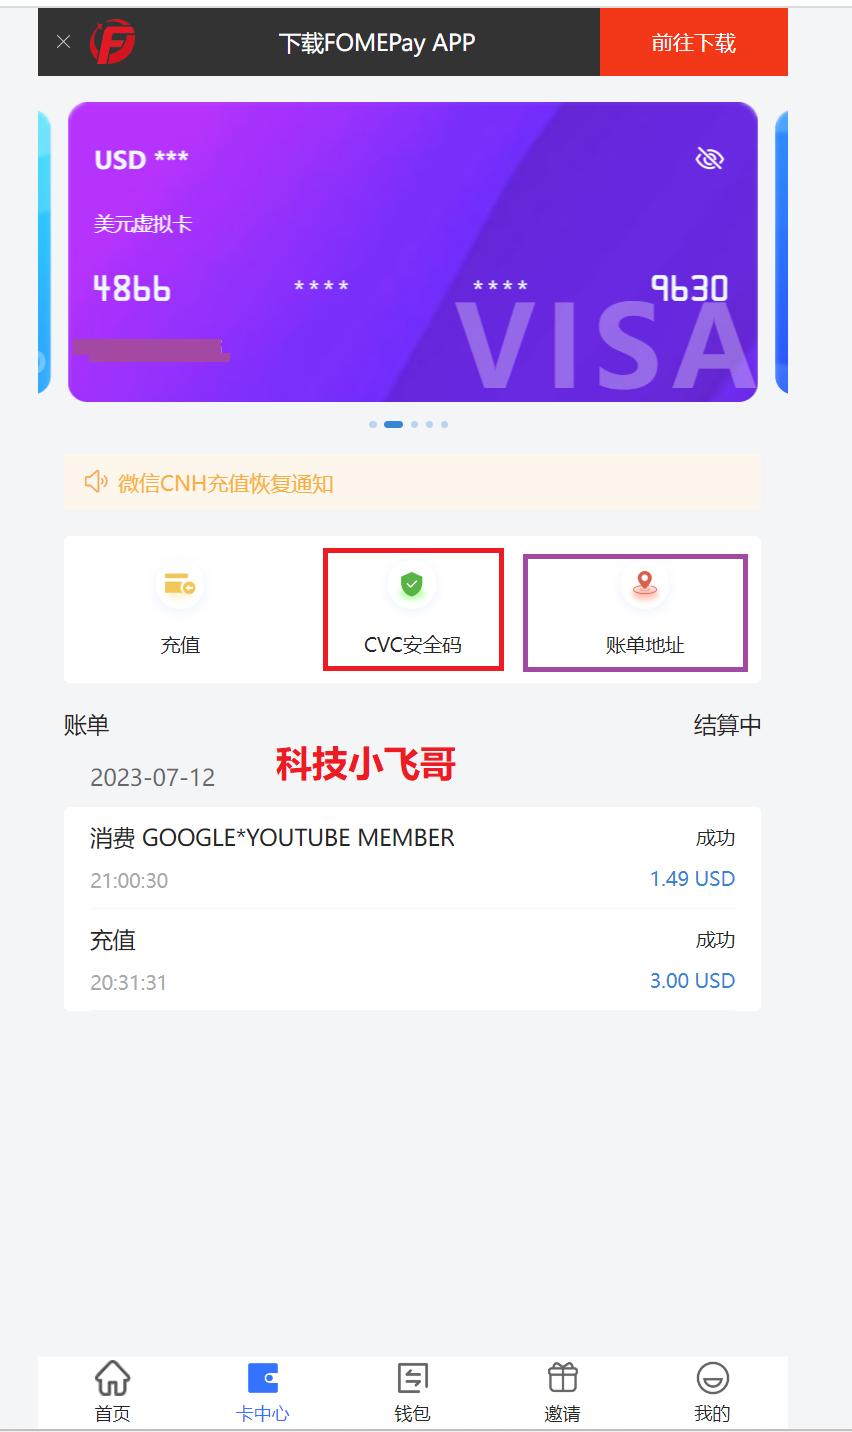 下载FOMEPay APP
前往下载
USD ***
美元虚拟卡
4866 **** **** 9630
VISA
微信CNH充值恢复通知
充值
CVC安全码
账单地址
账单
结算中
2023-07-12
科技小飞哥
消费 GOOGLE*YOUTUBE MEMBER
成功
21:00:30
1.49 USD
充值
成功
20:31:31
3.00 USD
首页
卡中心
钱包
邀请
我的